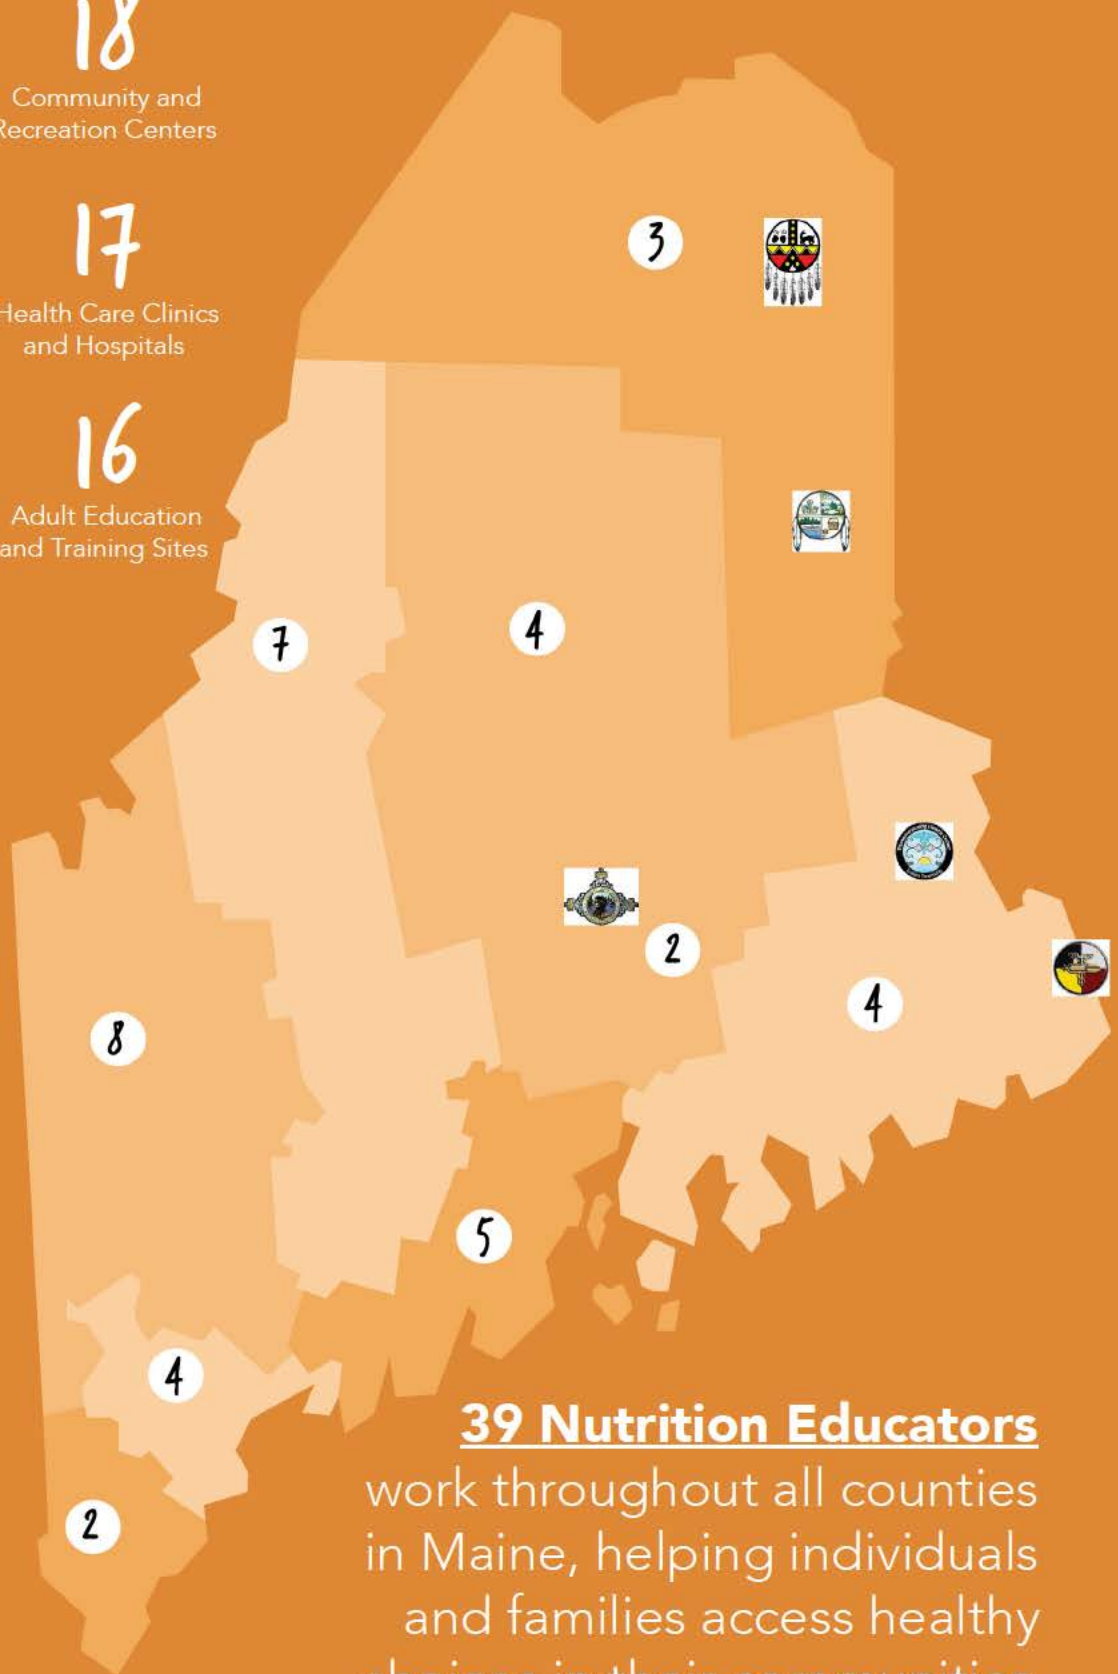 18
Community and
Recreation Centers
17
Health Care Clinics
and Hospitals
16
Adult Education
and Training Sites
3
7
4
2
4
8
5
4
2
39 Nutrition Educators
work throughout all counties
in Maine, helping individuals
and families access healthy